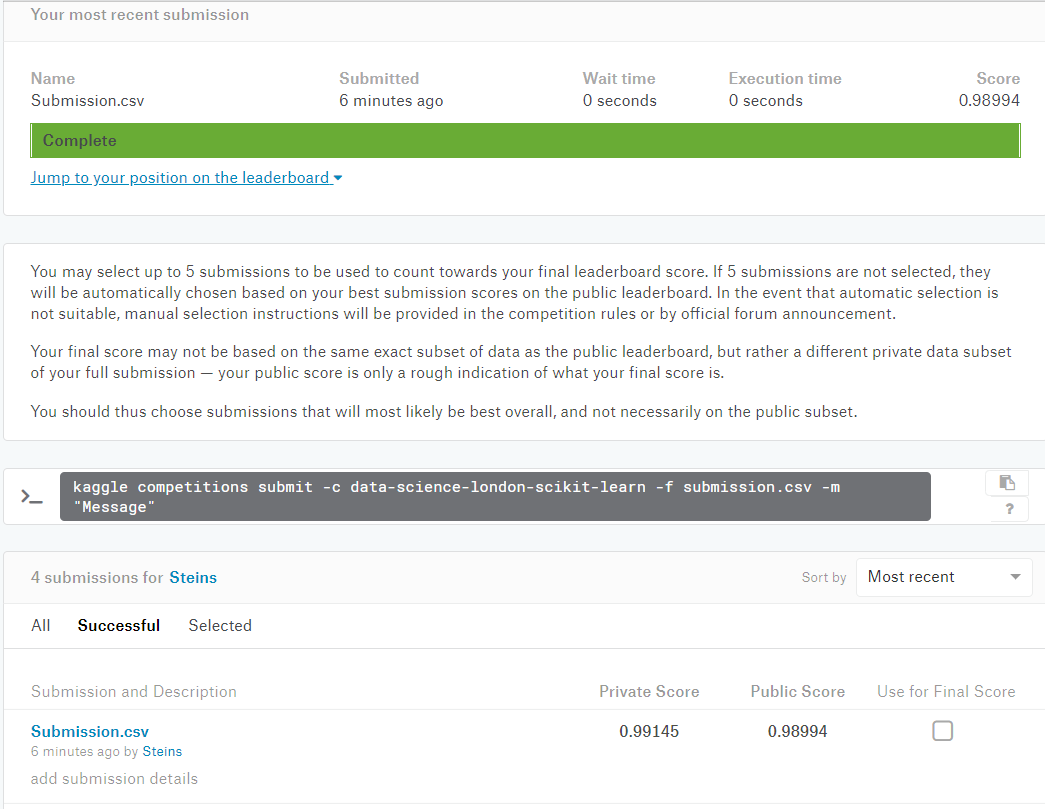 Your most recent submission
Name Submitted Wait time Execution time Score
Submission.csv 6 minutes ago 0 seconds 0 seconds 0.98994
Complete
Jump to your position on the leaderboard
You may select up to 5 submissions to be used to count towards your final leaderboard score. If 5 submissions are not selected, they
will be automatically chosen based on your best submission scores on the public leaderboard. In the event that automatic selection is
not suitable, manual selection instructions will be provided in the competition rules or by official forum announcement.
Your final score may not be based on the same exact subset of data as the public leaderboard, but rather a different private data subset
of your full submission — your public score is only a rough indication of what your final score is.
You should thus choose submissions that will most likely be best overall, and not necessarily on the public subset.
>_ kaggle competitions submit -c data-science-london-scikit-learn -f submission.csv -m
"Message"
?
4 submissions for Steins Sort by Most recent
All Successful Selected
Submission and Description Private Score Public Score Use for Final Score
Submission.csv 0.99145 0.98994
6 minutes ago by Steins
add submission details